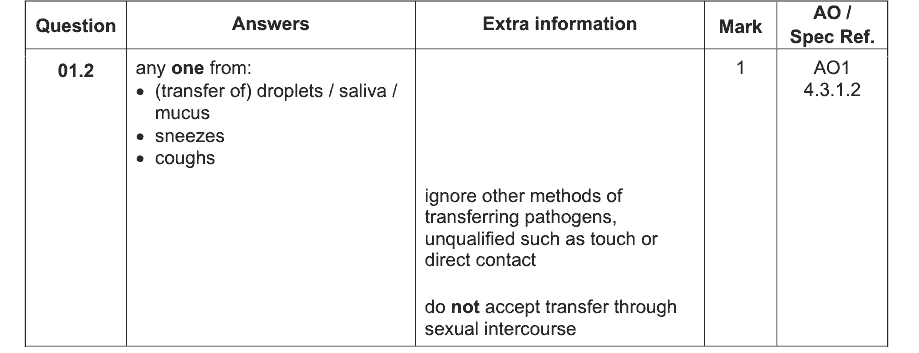 Question Answers Extra information Mark AO /
Spec Ref.
01.2 any one from: 1 AO1
• (transfer of) droplets / saliva / 4.3.1.2
mucus
• sneezes
• coughs
ignore other methods of
transferring pathogens,
unqualified such as touch or
direct contact
do not accept transfer through
sexual intercourse